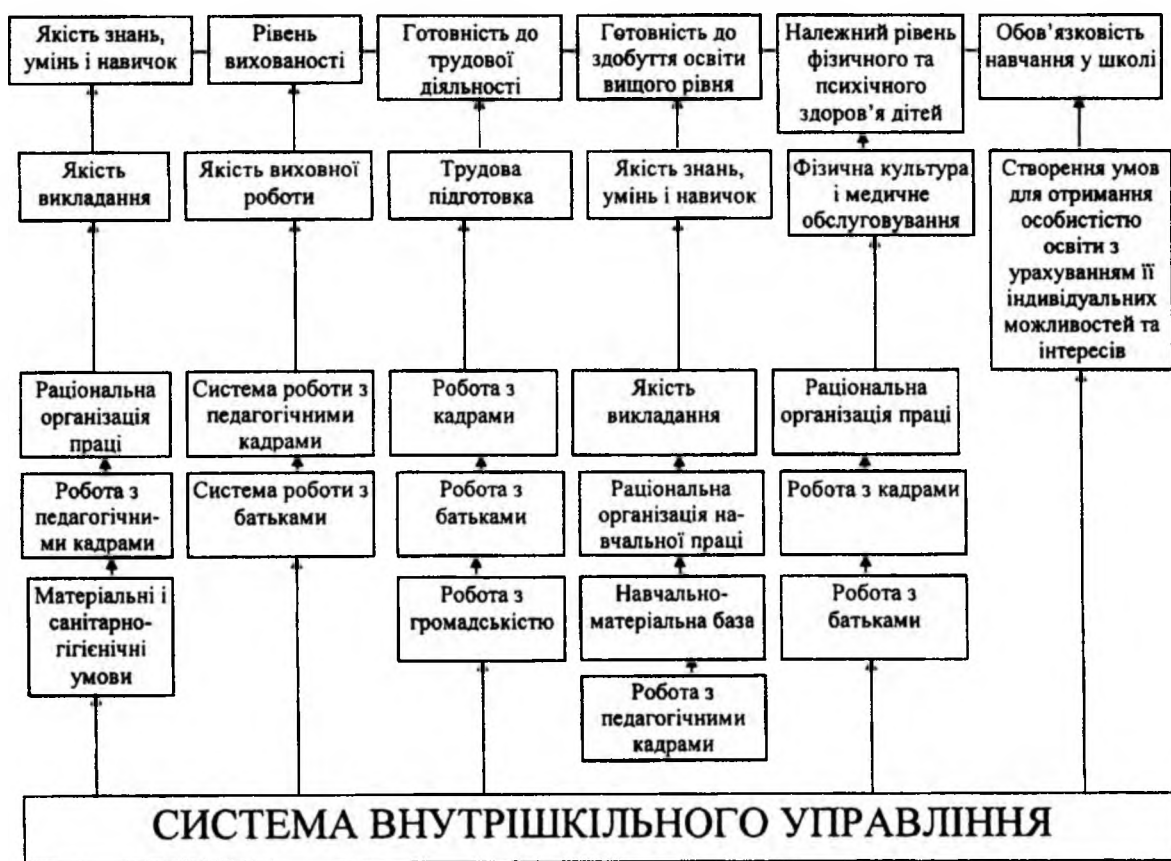 Якість знань,
умінь і навичок
Рівень
вихованості
Готовність до
трудової
діяльності
Готовність до
здобуття освіти
вищого рівня
Належний рівень
фізичного та
психічного
здоров’я дітей
Обов’язковість
навчання у школі
Якість
викладання
Якість виховної
роботи
Трудова
підготовка
Якість знань,
умінь і навичок
Фізична культура
і медичне
обслуговування
Створення умов
для отримання
особистістю
освіти з
урахуванням її
індивідуальних
можливостей та
інтересів
Раціональна
організація
праці
Система роботи з
педагогічними
кадрами
Робота з
кадрами
Якість
викладання
Раціональна
організація праці
Робота з
педагогічни-
ми кадрами
Система роботи з
батьками
Робота з
батьками
Раціональна
організація на-
вчальної праці
Робота з кадрами
Матеріальні і
санітарно-
гігієнічні
умови
Робота з
громадськістю
Навчально-
матеріальна база
Робота з
батьками
Робота з
педагогічними
кадрами
СИСТЕМА ВНУТРІШКІЛЬНОГО УПРАВЛІННЯ